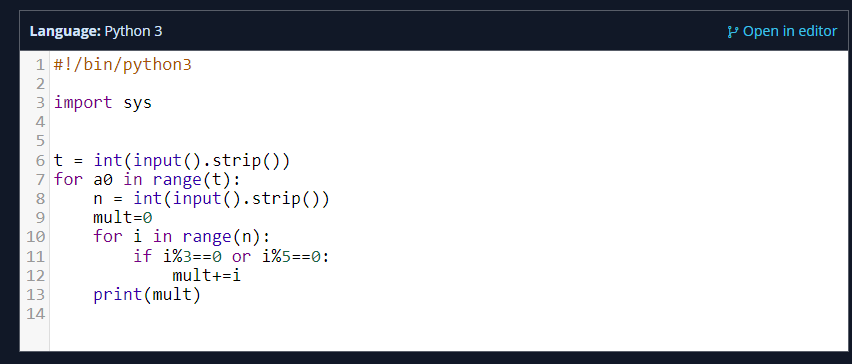 Language: Python 3 Open in editor
1 #!/bin/python3
2
3 import sys
4
5
6 t = int(input().strip())
7 for a0 in range(t):
8     n = int(input().strip())
9     mult=0
10     for i in range(n):
11         if i%3==0 or i%5==0:
12             mult+=i
13     print(mult)
14